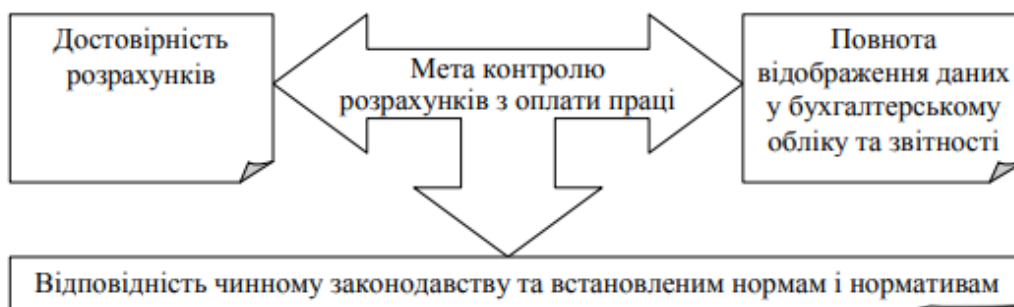 Достовірність
розрахунків
Мета контролю
розрахунків з оплати праці
Повнота
відображення даних
у бухгалтерському
обліку та звітності
Відповідність чинному законодавству та встановленим нормам і нормативам